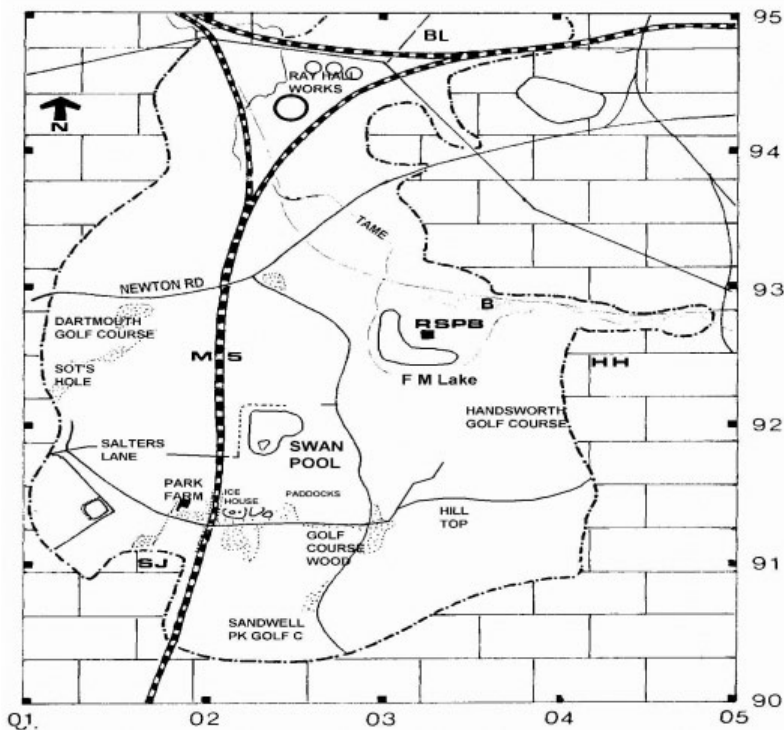 95
BL
RAY HALL
WORKS
N
94
TAME
NEWTON RD
93
B
DARTMOUTH
GOLF COURSE
RSPB
M 5
HH
SOT'S
HOLE
F M Lake
HANDSWORTH
GOLF COURSE
92
SALTERS
LANE
SWAN
POOL
PARK
FARM
ICE
HOUSE
PADDOCKS
HILL
TOP
GOLF
COURSE
WOOD
SJ
91
SANDWELL
PK GOLF C
90
01.
02
03
04
05